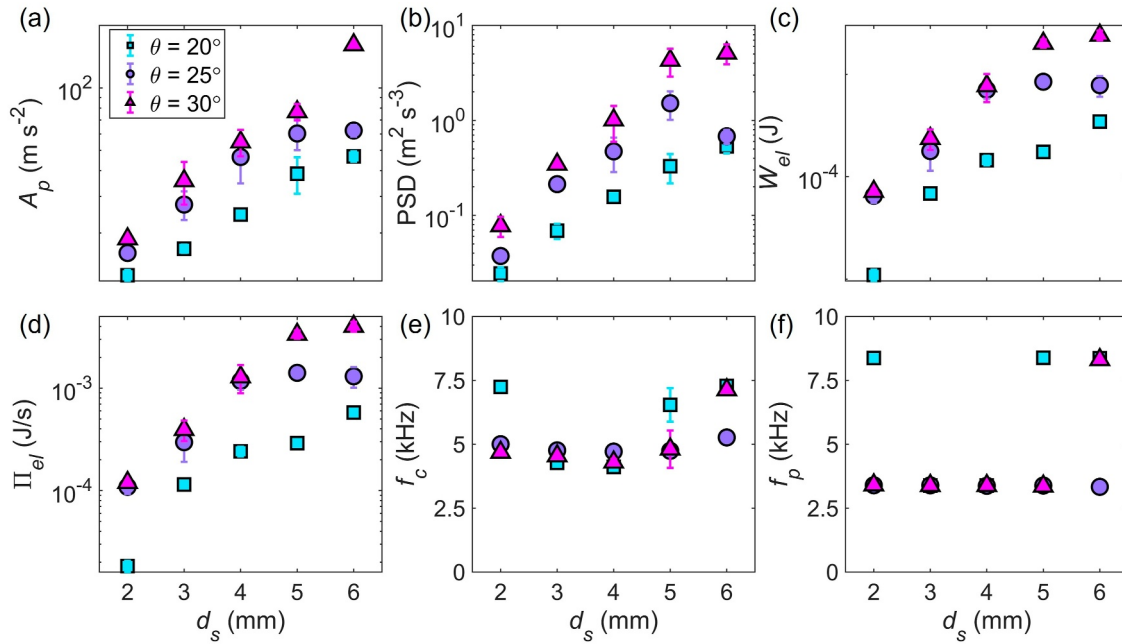 (a)
θ = 20°
θ = 25°
θ = 30°
10²
A_p (m s⁻²)
(b)
10¹
10⁰
10⁻¹
PSD (m² s⁻³)
(c)
10⁻⁴
W_el (J)
(d)
10⁻³
10⁻⁴
Π_el (J/s)
2 3 4 5 6
d_s (mm)
(e)
10
7.5
5
2.5
0
f_c (kHz)
2 3 4 5 6
d_s (mm)
(f)
10
7.5
5
2.5
0
f_p (kHz)
2 3 4 5 6
d_s (mm)